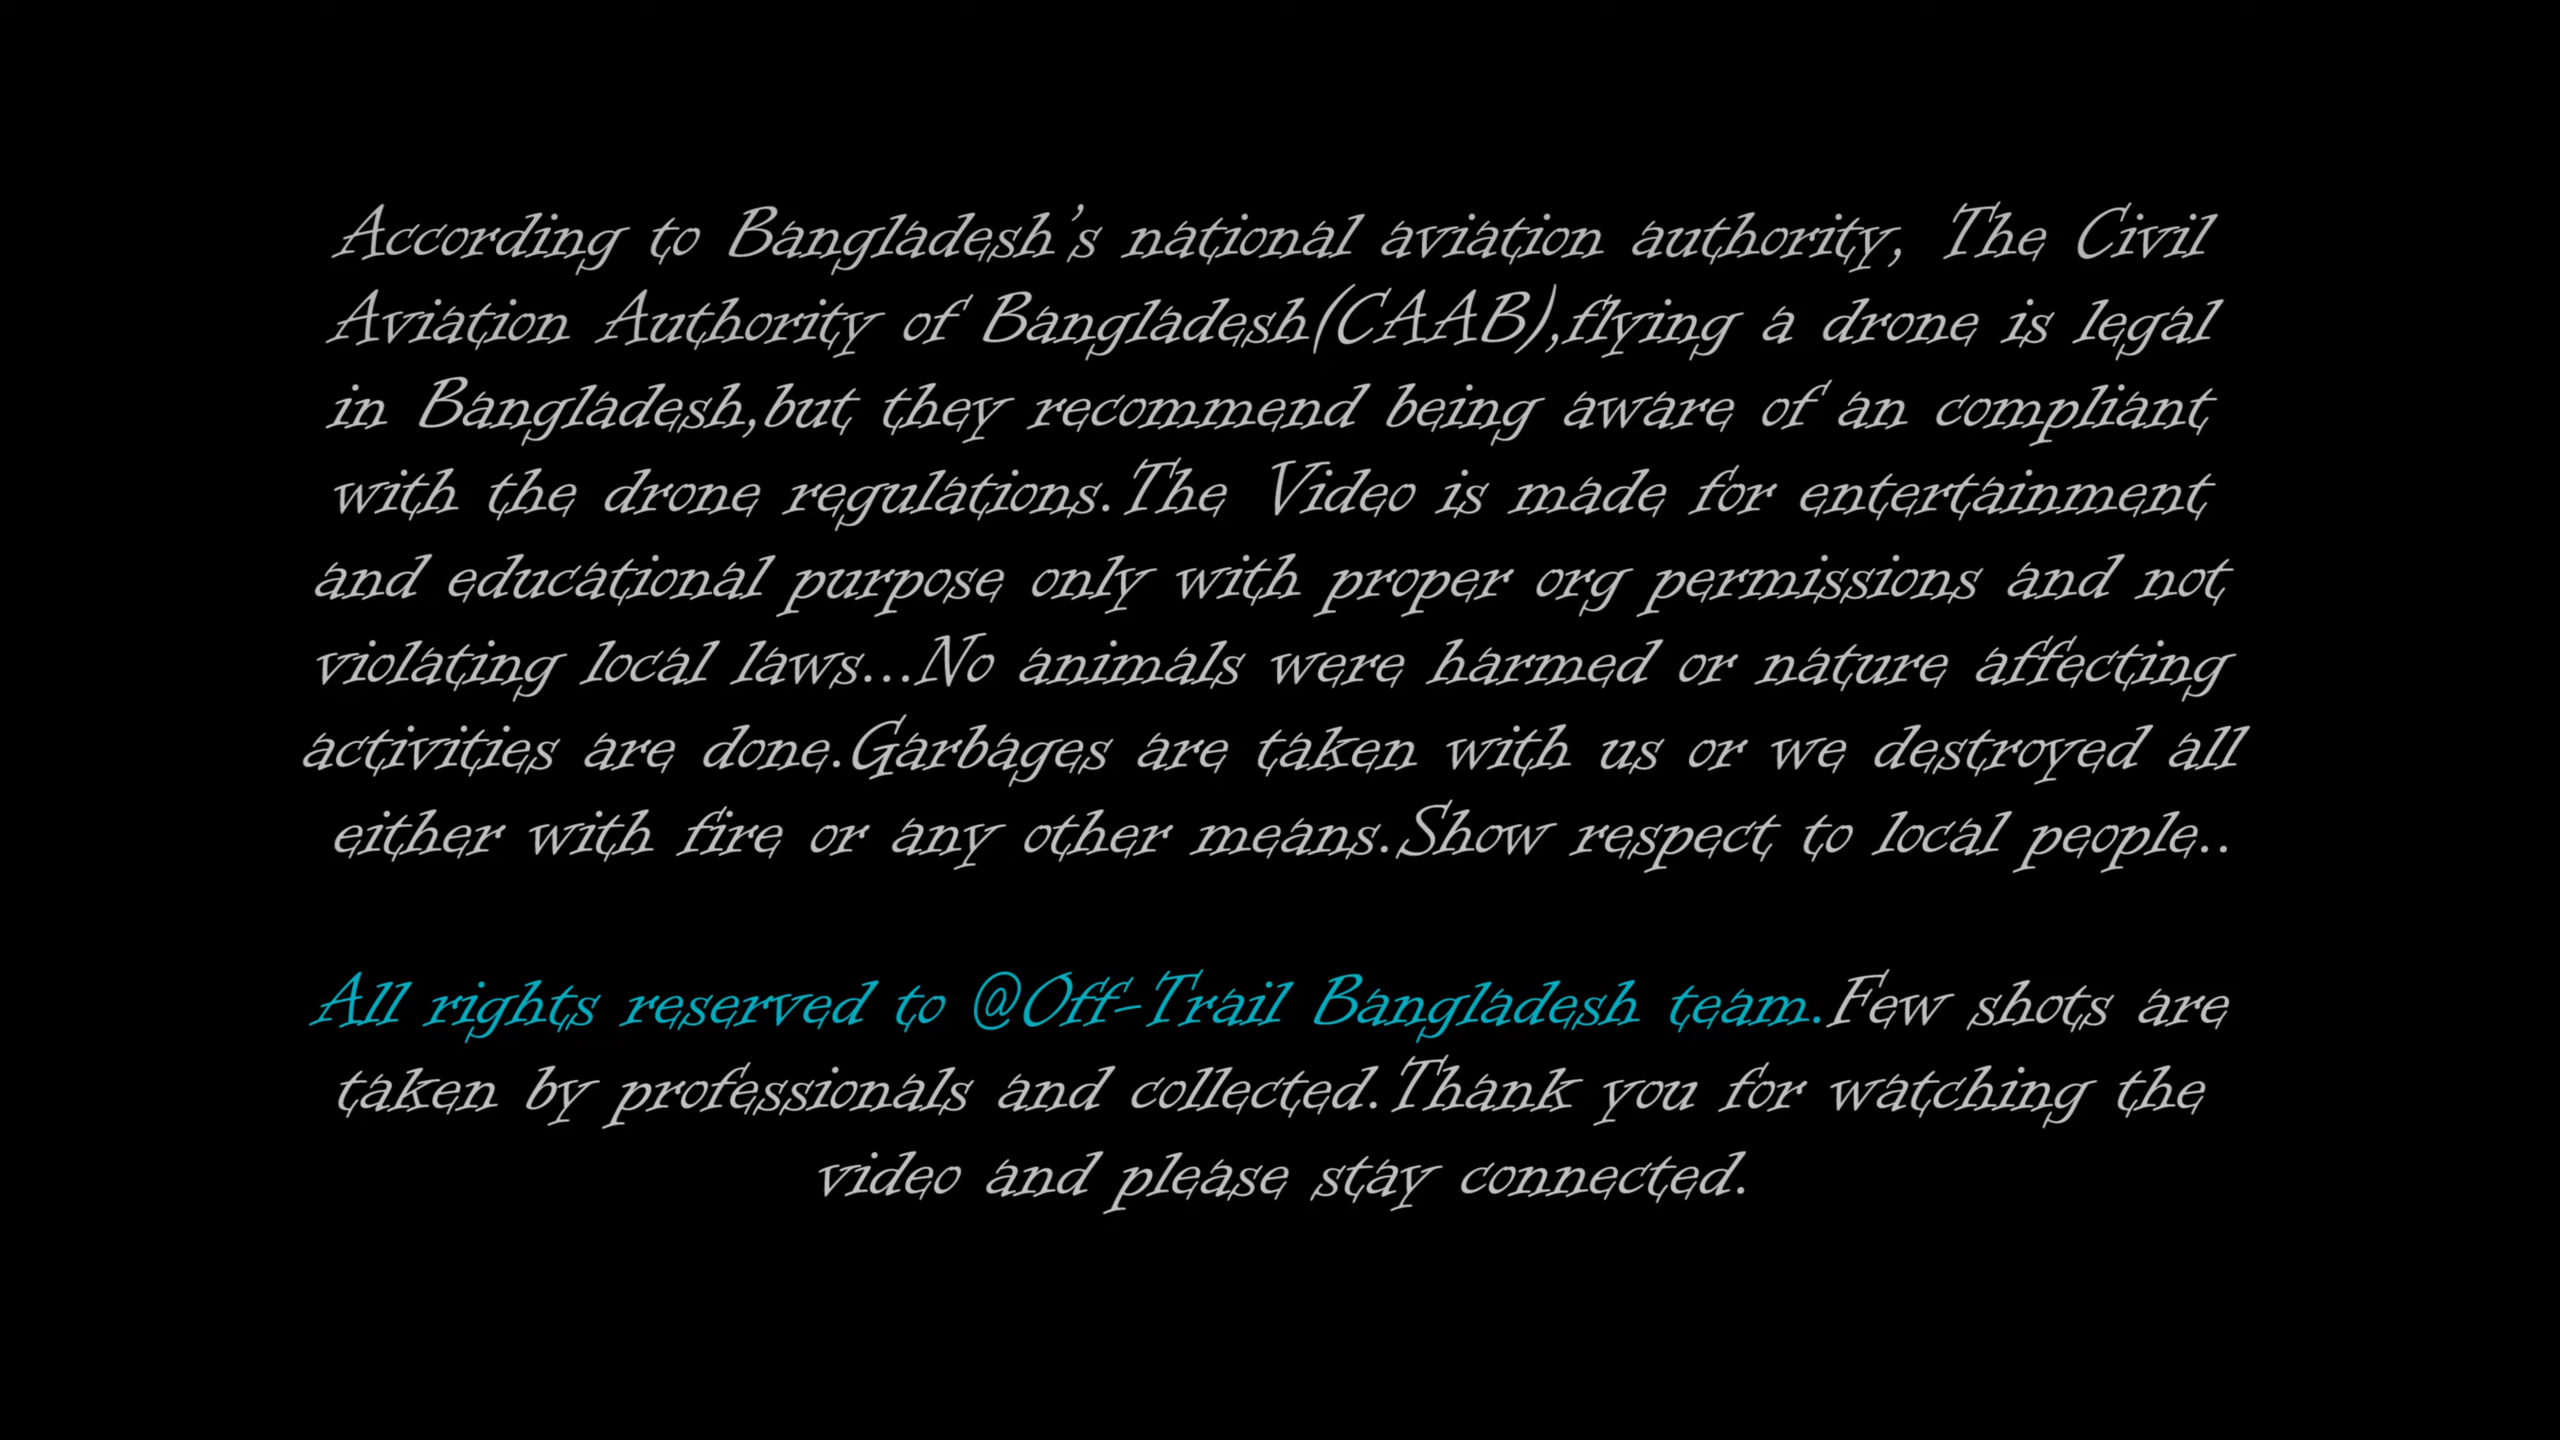 According to Bangladesh's national aviation authority, The Civil
Aviation Authority of Bangladesh(CAAB),flying a drone is legal
in Bangladesh,but they recommend being aware of an compliant
with the drone regulations.The Video is made for entertainment
and educational purpose only with proper org permissions and not
violating local laws...No animals were harmed or nature affecting
activities are done.Garbages are taken with us or we destroyed all
either with fire or any other means.Show respect to local people..
All rights reserved to @Off-Trail Bangladesh team.Few shots are
taken by professionals and collected.Thank you for watching the
video and please stay connected.